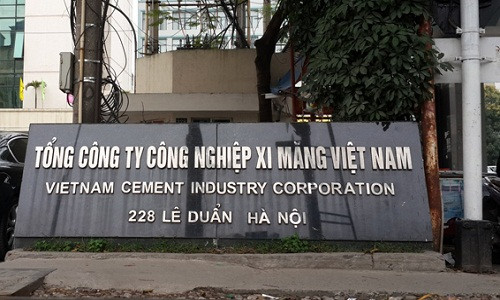 TỔNG CÔNG TY CÔNG NGHIỆP XI MĂNG VIỆT NAM
VIETNAM CEMENT INDUSTRY CORPORATION
228 LÊ DUẨN HÀ NỘI